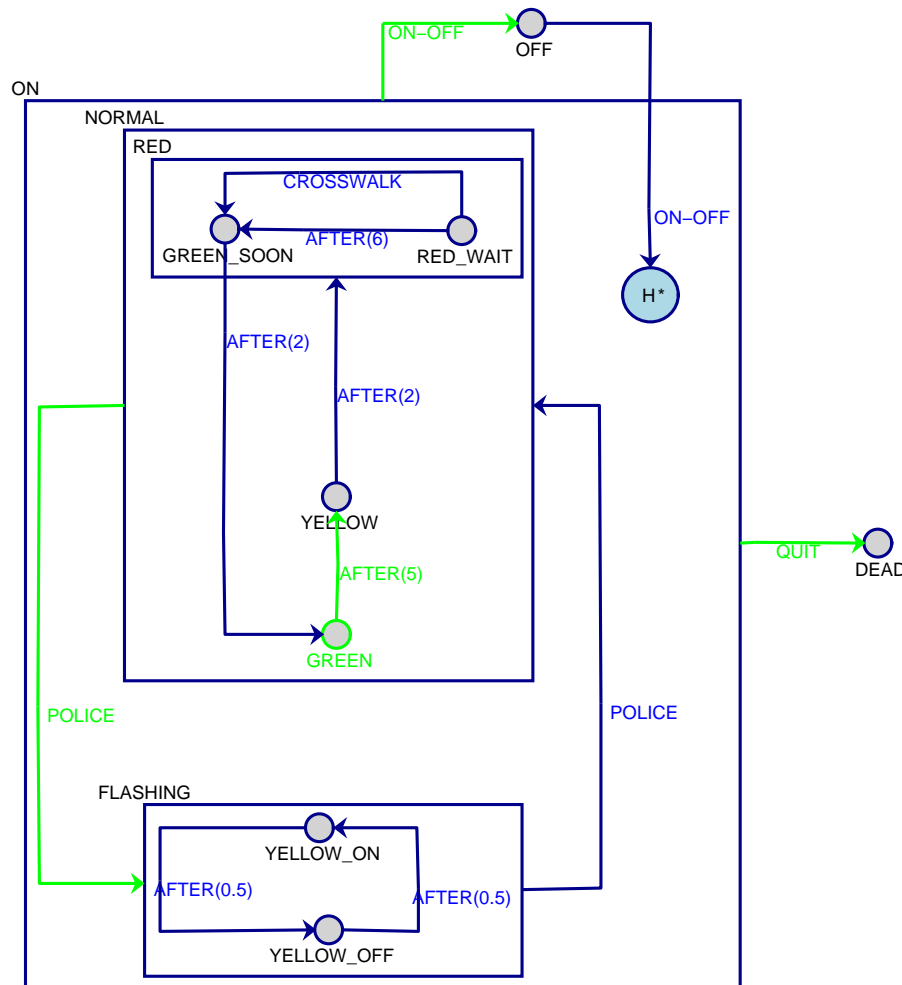 ON–OFF
OFF
ON
NORMAL
RED
CROSSWALK
ON–OFF
AFTER(6)
GREEN_SOON
RED_WAIT
H*
AFTER(2)
AFTER(2)
YELLOW
QUIT
DEAD
AFTER(5)
GREEN
POLICE
POLICE
FLASHING
YELLOW_ON
AFTER(0.5)
AFTER(0.5)
YELLOW_OFF